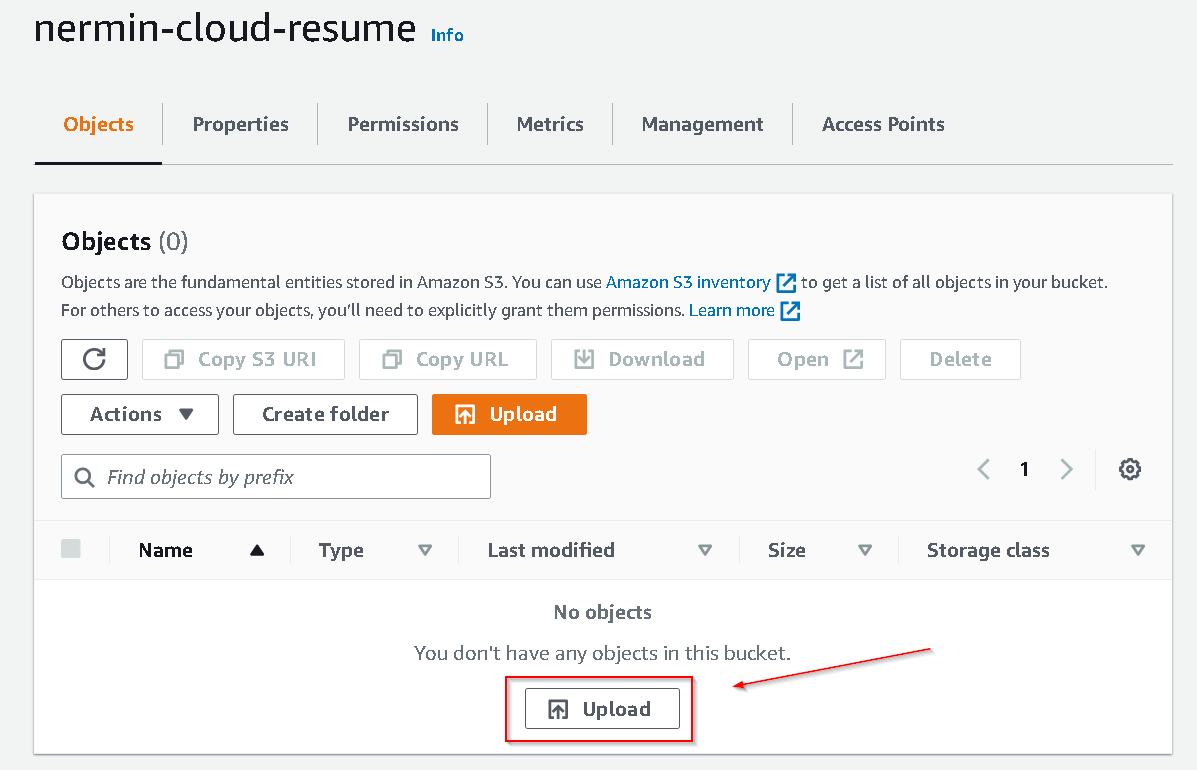 nermin-cloud-resume Info
Objects Properties Permissions Metrics Management Access Points
Objects (0)
Objects are the fundamental entities stored in Amazon S3. You can use Amazon S3 inventory to get a list of all objects in your bucket.
For others to access your objects, you’ll need to explicitly grant them permissions. Learn more
Copy S3 URI Copy URL Download Open Delete
Actions Create folder Upload
Find objects by prefix 1
Name Type Last modified Size Storage class
No objects
You don't have any objects in this bucket.
Upload